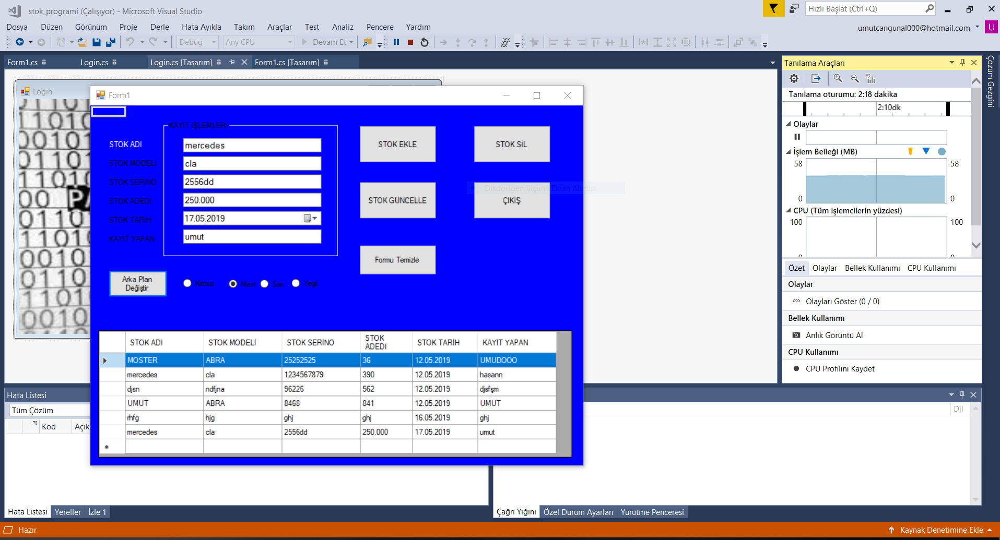 stok_programi (Çalışıyor) - Microsoft Visual Studio
Hızlı Başlat (Ctrl+Q)
Dosya Düzen Görünüm Proje Derle Hata Ayıkla Takım Araçlar Test Analiz Pencere Yardım
umutcangunal000@hotmail.com U
Debug Any CPU Devam Et
Form1.cs Login.cs Login.cs [Tasarım] Form1.cs [Tasarım]
Login
Form1
KAYIT İŞLEMLERİ
STOK ADI mercedes
STOK MODELİ cla
STOK SERİNO 2556dd
STOK ADEDİ 250.000
STOK TARİH 17.05.2019
KAYIT YAPAN umut
STOK EKLE STOK SİL
Dikdörtgen Biçimli Ekran Alıntısı
STOK GÜNCELLE ÇIKIŞ
Formu Temizle
Arka Plan
Değiştir
Kırmızı Mavi Sarı Yeşil
STOK ADI STOK MODELİ STOK SERİNO STOK ADEDİ STOK TARİH KAYIT YAPAN
MOSTER ABRA 25252525 36 12.05.2019 UMUDOOO
mercedes cla 1234567879 390 12.05.2019 hasann
djsn ndfjna 96226 562 12.05.2019 djsfşm
UMUT ABRA 8468 841 12.05.2019 UMUT
rhfg hjg ghj ghj 16.05.2019 ghj
mercedes cla 2556dd 250.000 17.05.2019 umut
Tanılama Araçları
Tanılama oturumu: 2:18 dakika
2:10dk
Olaylar
İşlem Belleği (MB)
58 58
0 0
CPU (Tüm işlemcilerin yüzdesi)
100 100
0 0
Özet Olaylar Bellek Kullanımı CPU Kullanımı
Olaylar
Olayları Göster (0 / 0)
Bellek Kullanımı
Anlık Görüntü Al
CPU Kullanımı
CPU Profilini Kaydet
Çözüm Gezgini
Hata Listesi
Tüm Çözüm
Kod Açık
Dil
Hata Listesi Yereller İzle 1
Çağrı Yığını Özel Durum Ayarları Yürütme Penceresi
Hazır
Kaynak Denetimine Ekle